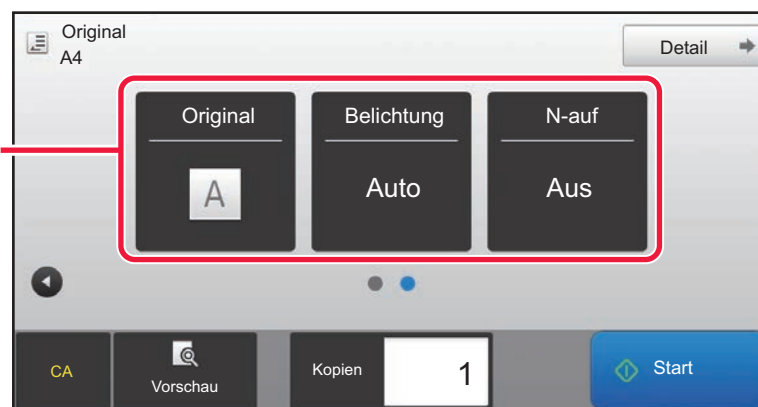 Original
A4
Detail
Original
Belichtung
N-auf
A
Auto
Aus
CA
Vorschau
Kopien
1
Start